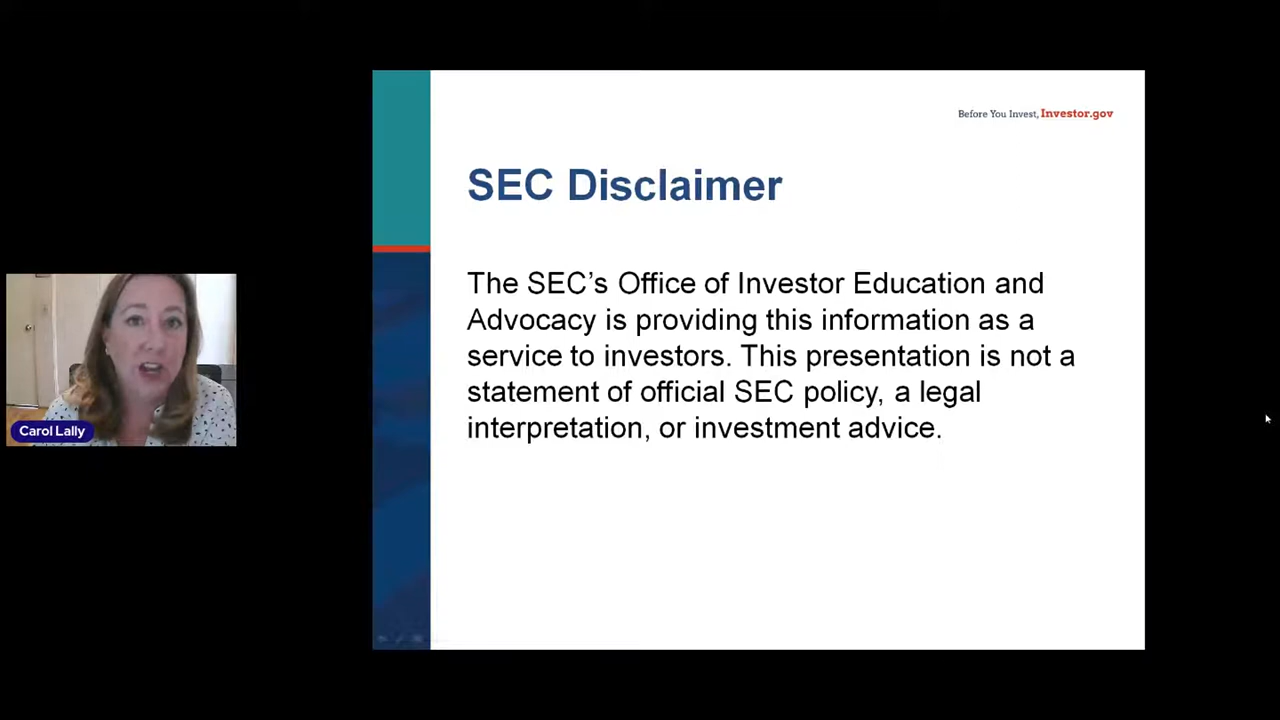 Before You Invest, Investor.gov
SEC Disclaimer
The SEC’s Office of Investor Education and
Advocacy is providing this information as a
service to investors. This presentation is not a
statement of official SEC policy, a legal
interpretation, or investment advice.
Carol Lally